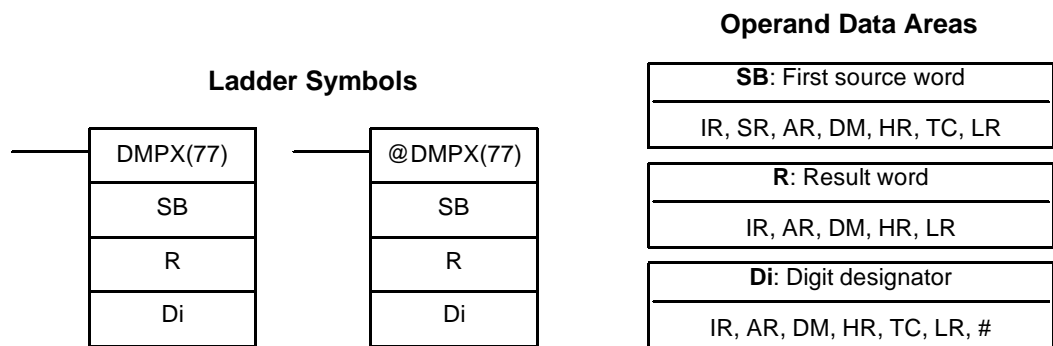 Ladder Symbols
DMPX(77)
SB
R
Di
@DMPX(77)
SB
R
Di
Operand Data Areas
SB: First source word
IR, SR, AR, DM, HR, TC, LR
R: Result word
IR, AR, DM, HR, LR
Di: Digit designator
IR, AR, DM, HR, TC, LR, #